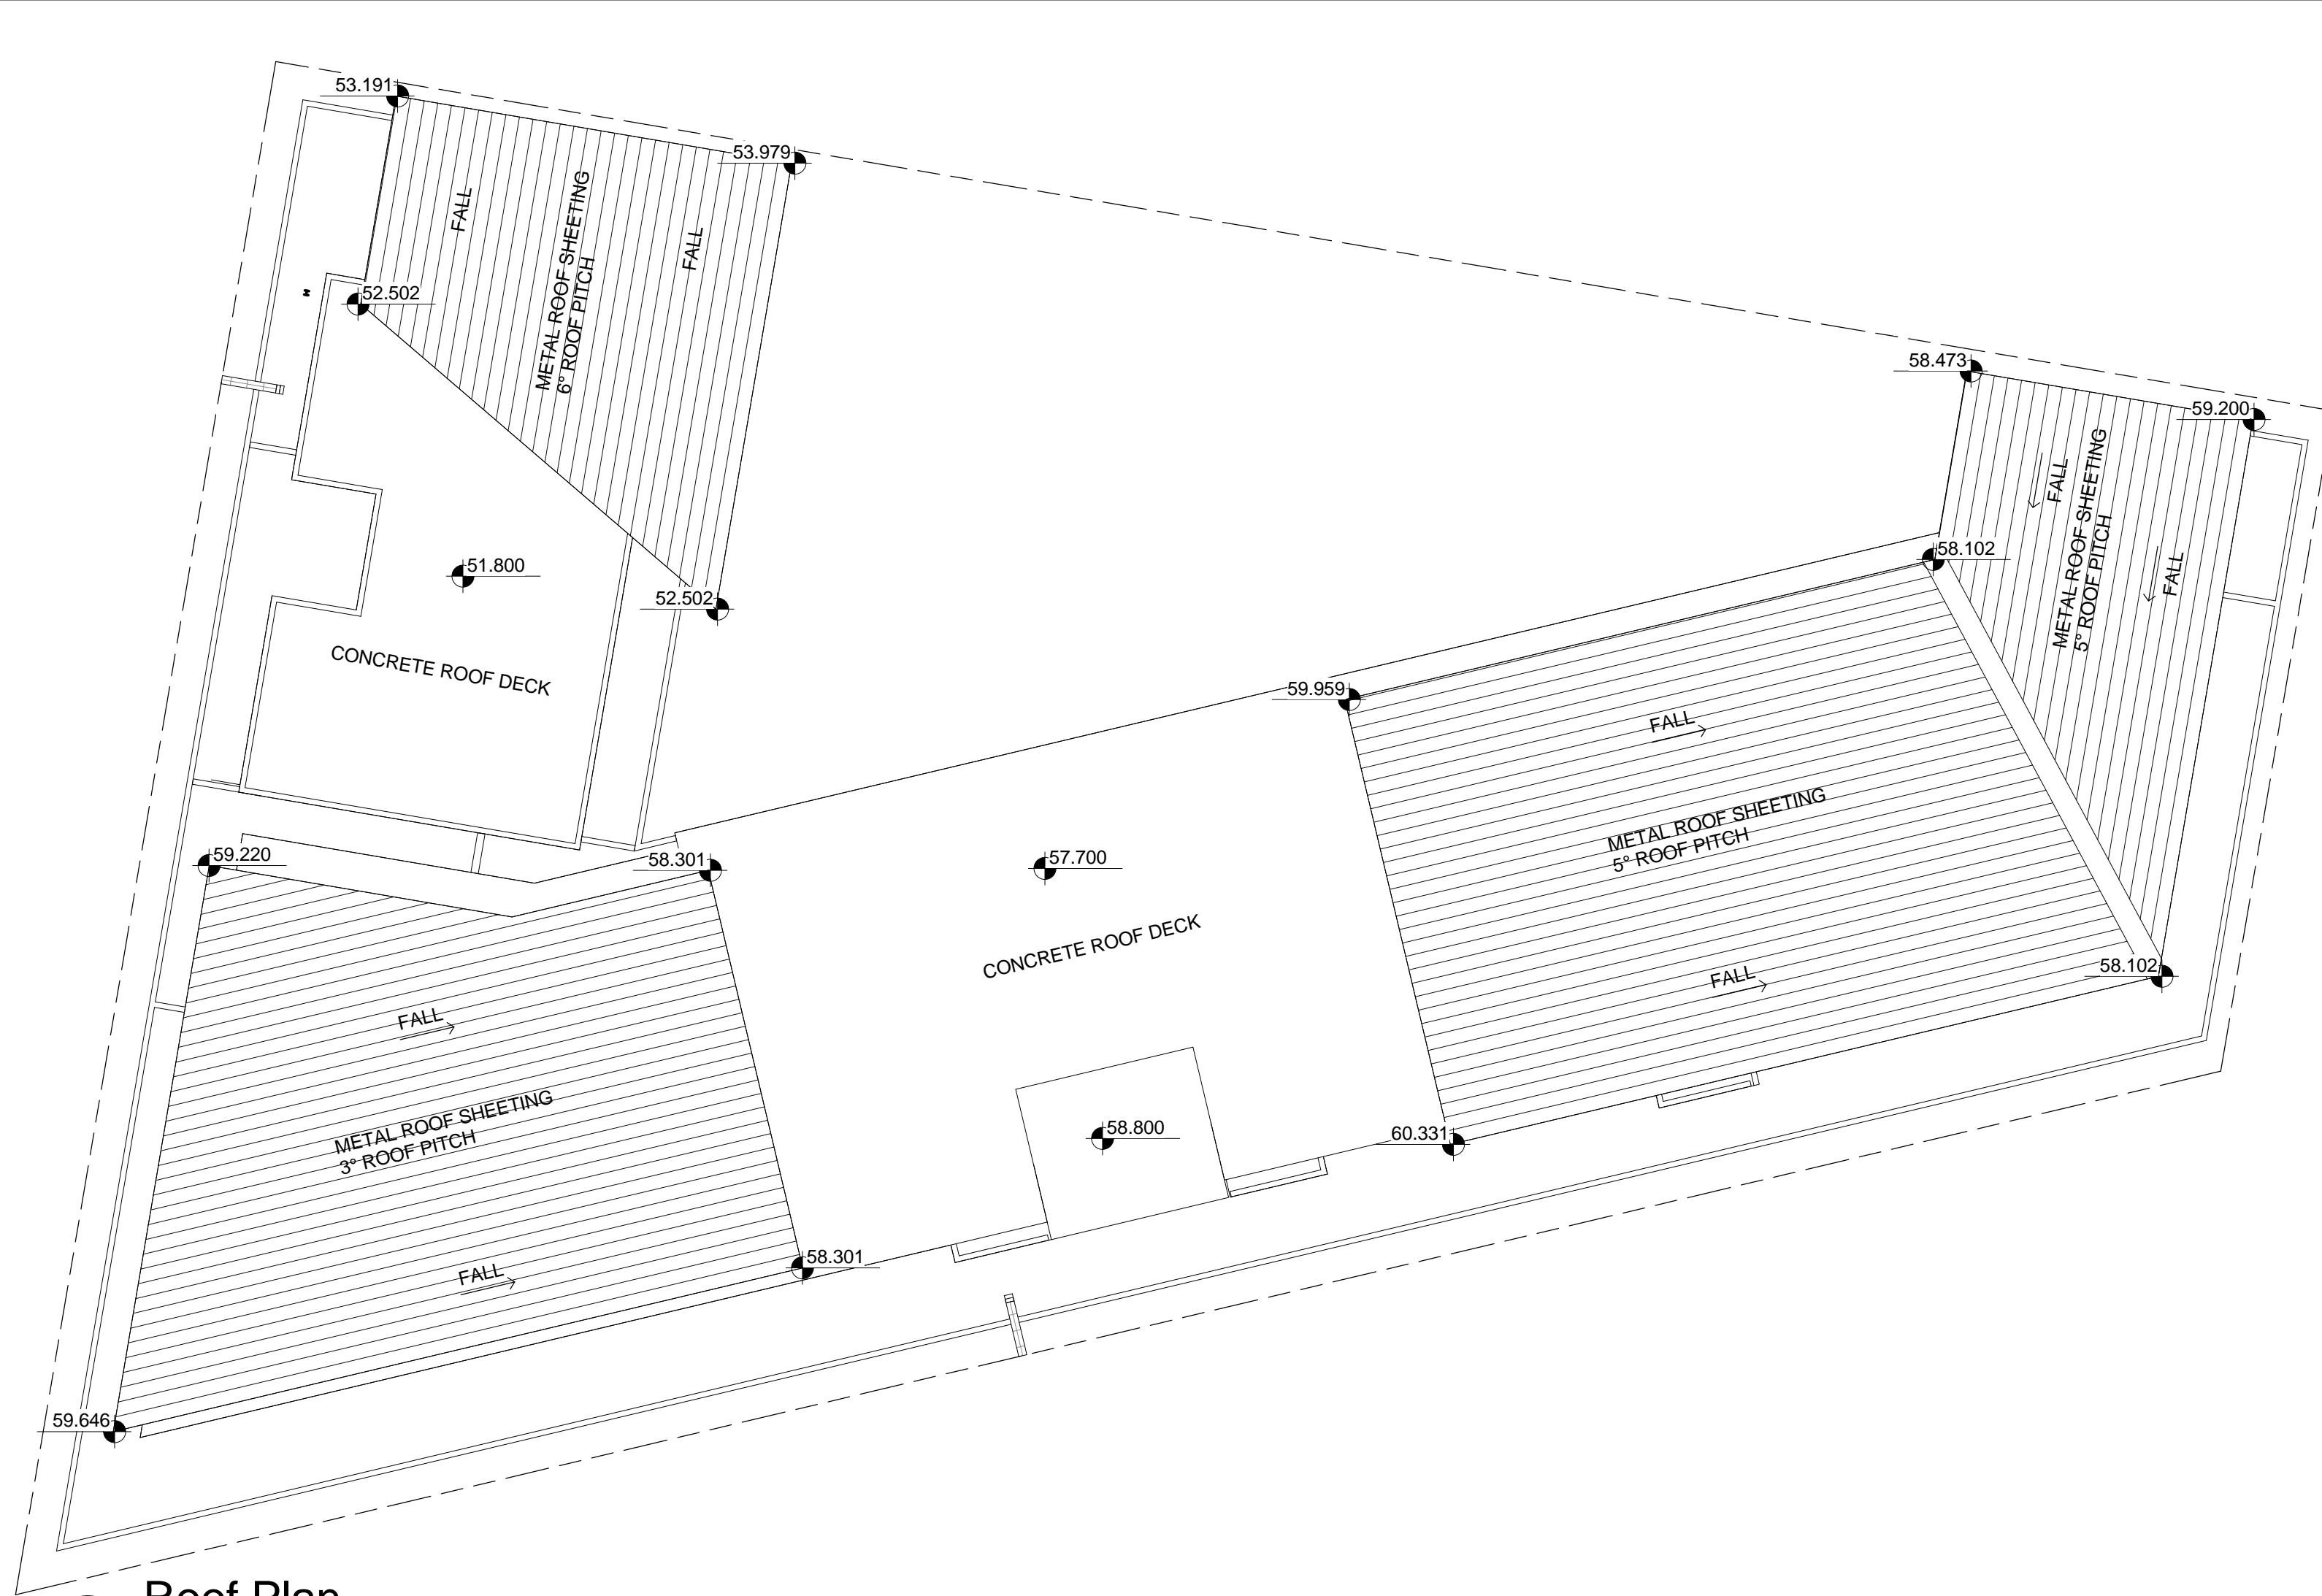 53.191
53.979
FALL
METAL ROOF SHEETING
6° ROOF PITCH
FALL
52.502
58.473
59.200
FALL
METAL ROOF SHEETING
5° ROOF PITCH
FALL
58.102
51.800
52.502
CONCRETE ROOF DECK
59.959
FALL
METAL ROOF SHEETING
5° ROOF PITCH
59.220
58.301
57.700
CONCRETE ROOF DECK
FALL
58.102
FALL
METAL ROOF SHEETING
3° ROOF PITCH
58.800
60.331
FALL
58.301
59.646
Roof Plan